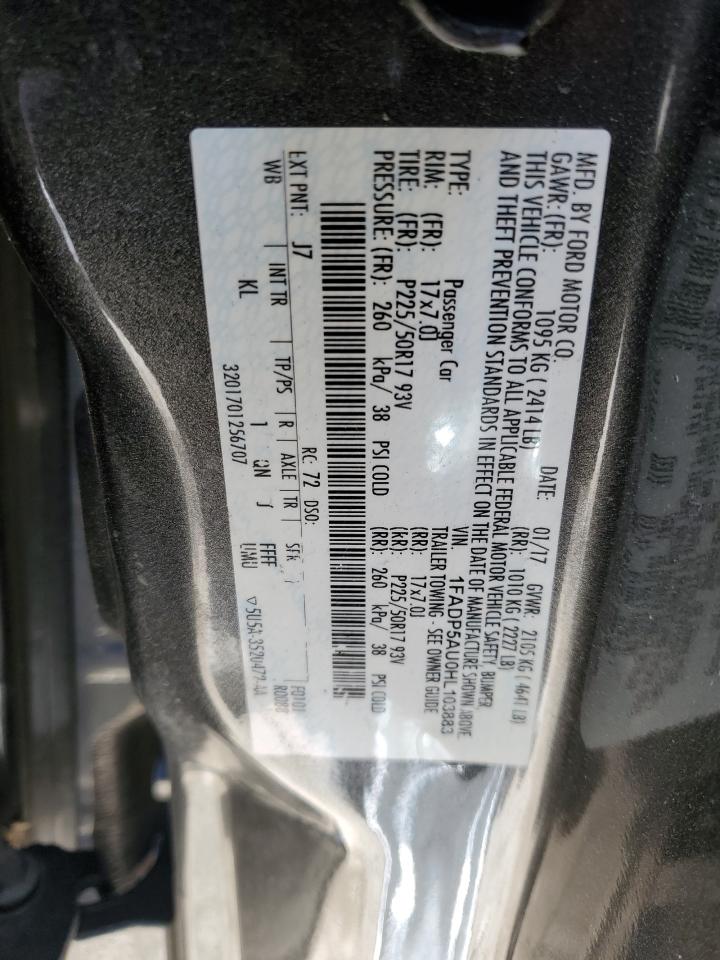 MFD. BY FORD MOTOR CO.
DATE: 01/17 GVWR: 2105 KG ( 4641 LB)
GAWR: (FR): 1095 KG ( 2414 LB) (RR): 1010 KG ( 2227 LB)
THIS VEHICLE CONFORMS TO ALL APPLICABLE FEDERAL MOTOR VEHICLE SAFETY, BUMPER,
AND THEFT PREVENTION STANDARDS IN EFFECT ON THE DATE OF MANUFACTURE SHOWN ABOVE.
VIN: 1FADP5AU0HL103883
TYPE: Passenger Car TRAILER TOWING - SEE OWNER GUIDE
RIM: (FR): 17x7.0J (RR): 17x7.0J
TIRE: (FR): P225/50R17 93V (RR): P225/50R17 93V
PRESSURE: (FR): 260 kPa/ 38 PSI COLD (RR): 260 kPa/ 38 PSI COLD
EXT PNT: J7 RC: 72 DSO:
WB INT TR TP/PS R AXLE TR SPR
KL 1 J FFFF
3201701256707